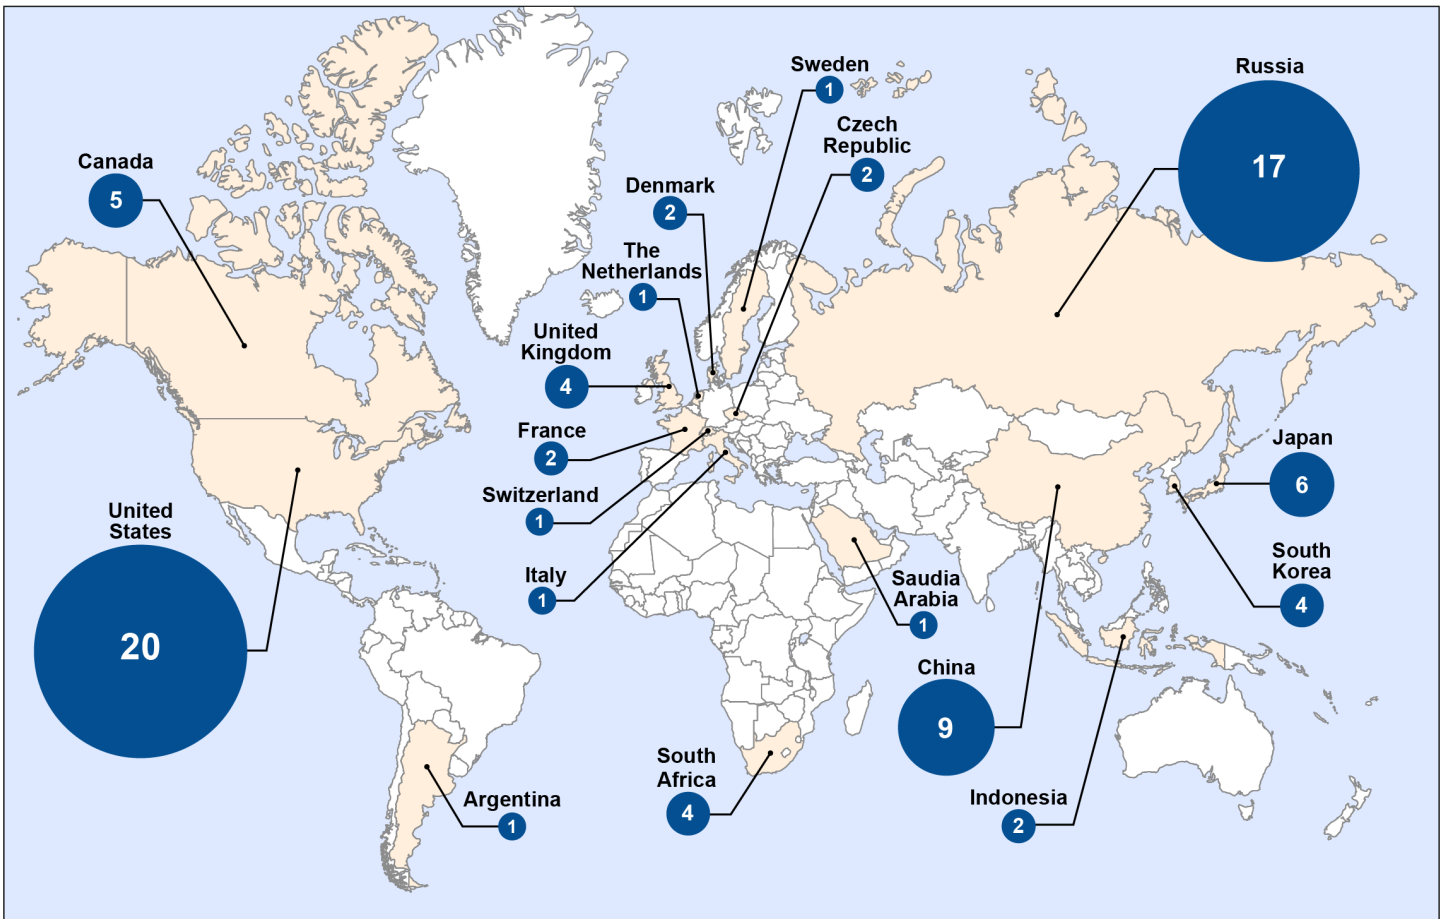 Sweden
1
Russia
17
Czech
Republic
2
Canada
5
Denmark
2
The
Netherlands
1
United
Kingdom
4
France
2
Japan
6
Switzerland
1
United
States
20
South
Korea
4
Italy
1
Saudia
Arabia
1
China
9
South
Africa
4
Indonesia
2
Argentina
1